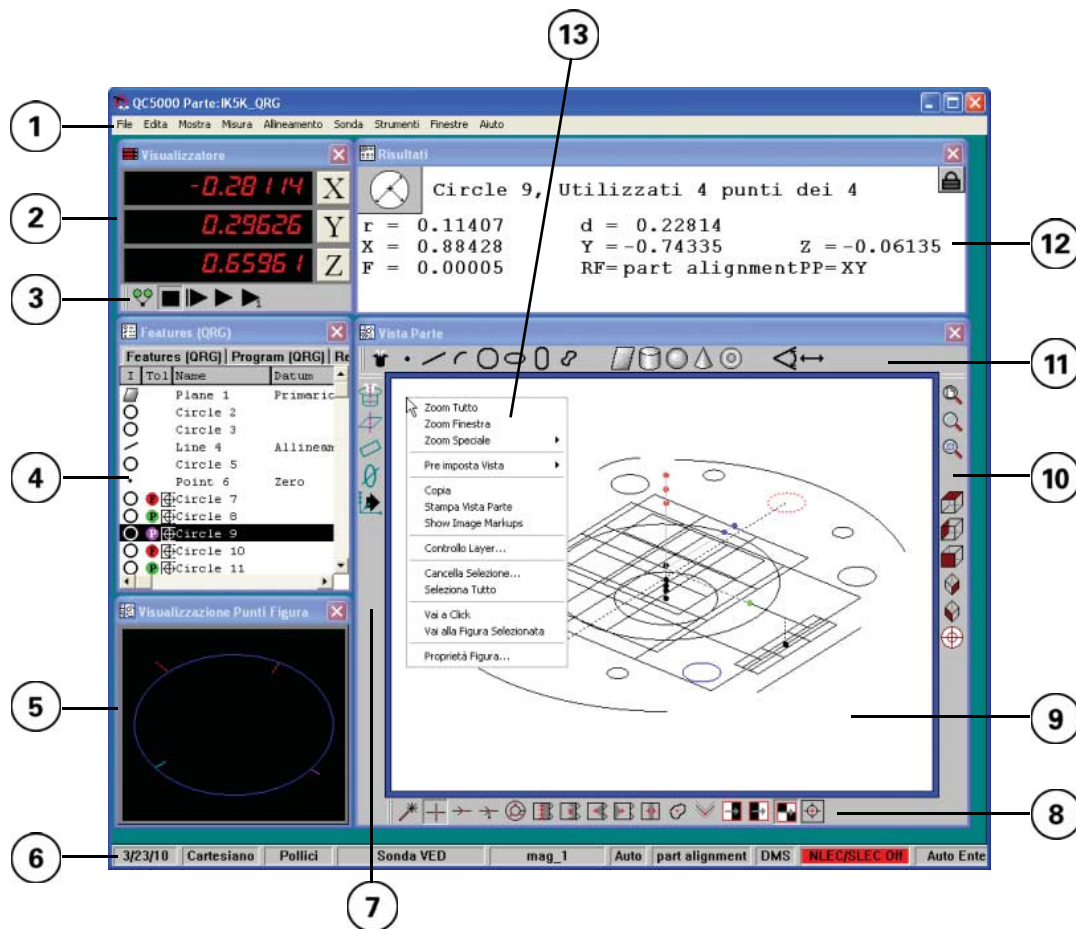 13
QC5000 Parte:IK5K_QRG
1
File Edita Mostra Misura Alineamento Sonda Strumenti Finestre Aiuto
Visualizzatore
-0.28114 X
2
0.29626 Y
0.65961 Z
3
1
Risultati
Circle 9, Utilizzati 4 punti dei 4
r = 0.11407 d = 0.22814
X = 0.88428 Y =-0.74335 Z =-0.06135
F = 0.00005 RF=part alignmentPP=XY
12
Features (QRG)
Features (QRG) Program (QRG) Re
I Tol Name Datum
Plane 1 Primario
Circle 2
Circle 3
Line 4 Allineam
Circle 5
4
Point 6 Zero
P Circle 7
P Circle 8
P Circle 9
P Circle 10
P Circle 11
Vista Parte
11
Zoom Tutto
Zoom Finestra
Zoom Speciale
Pre imposta Vista
Copia
Stampa Vista Parte
Show Image Markups
Controllo Layer...
Cancella Selezione...
Seleziona Tutto
Vai a Click
Vai alla Figura Selezionata
Proprietá Figura...
10
Visualizzazione Punti Figura
5
9
8
6
3/23/10 Cartesiano Pollici Sonda VED mag_1 Auto part alignment DMS NLEC/SLEC Off Auto Ente
7